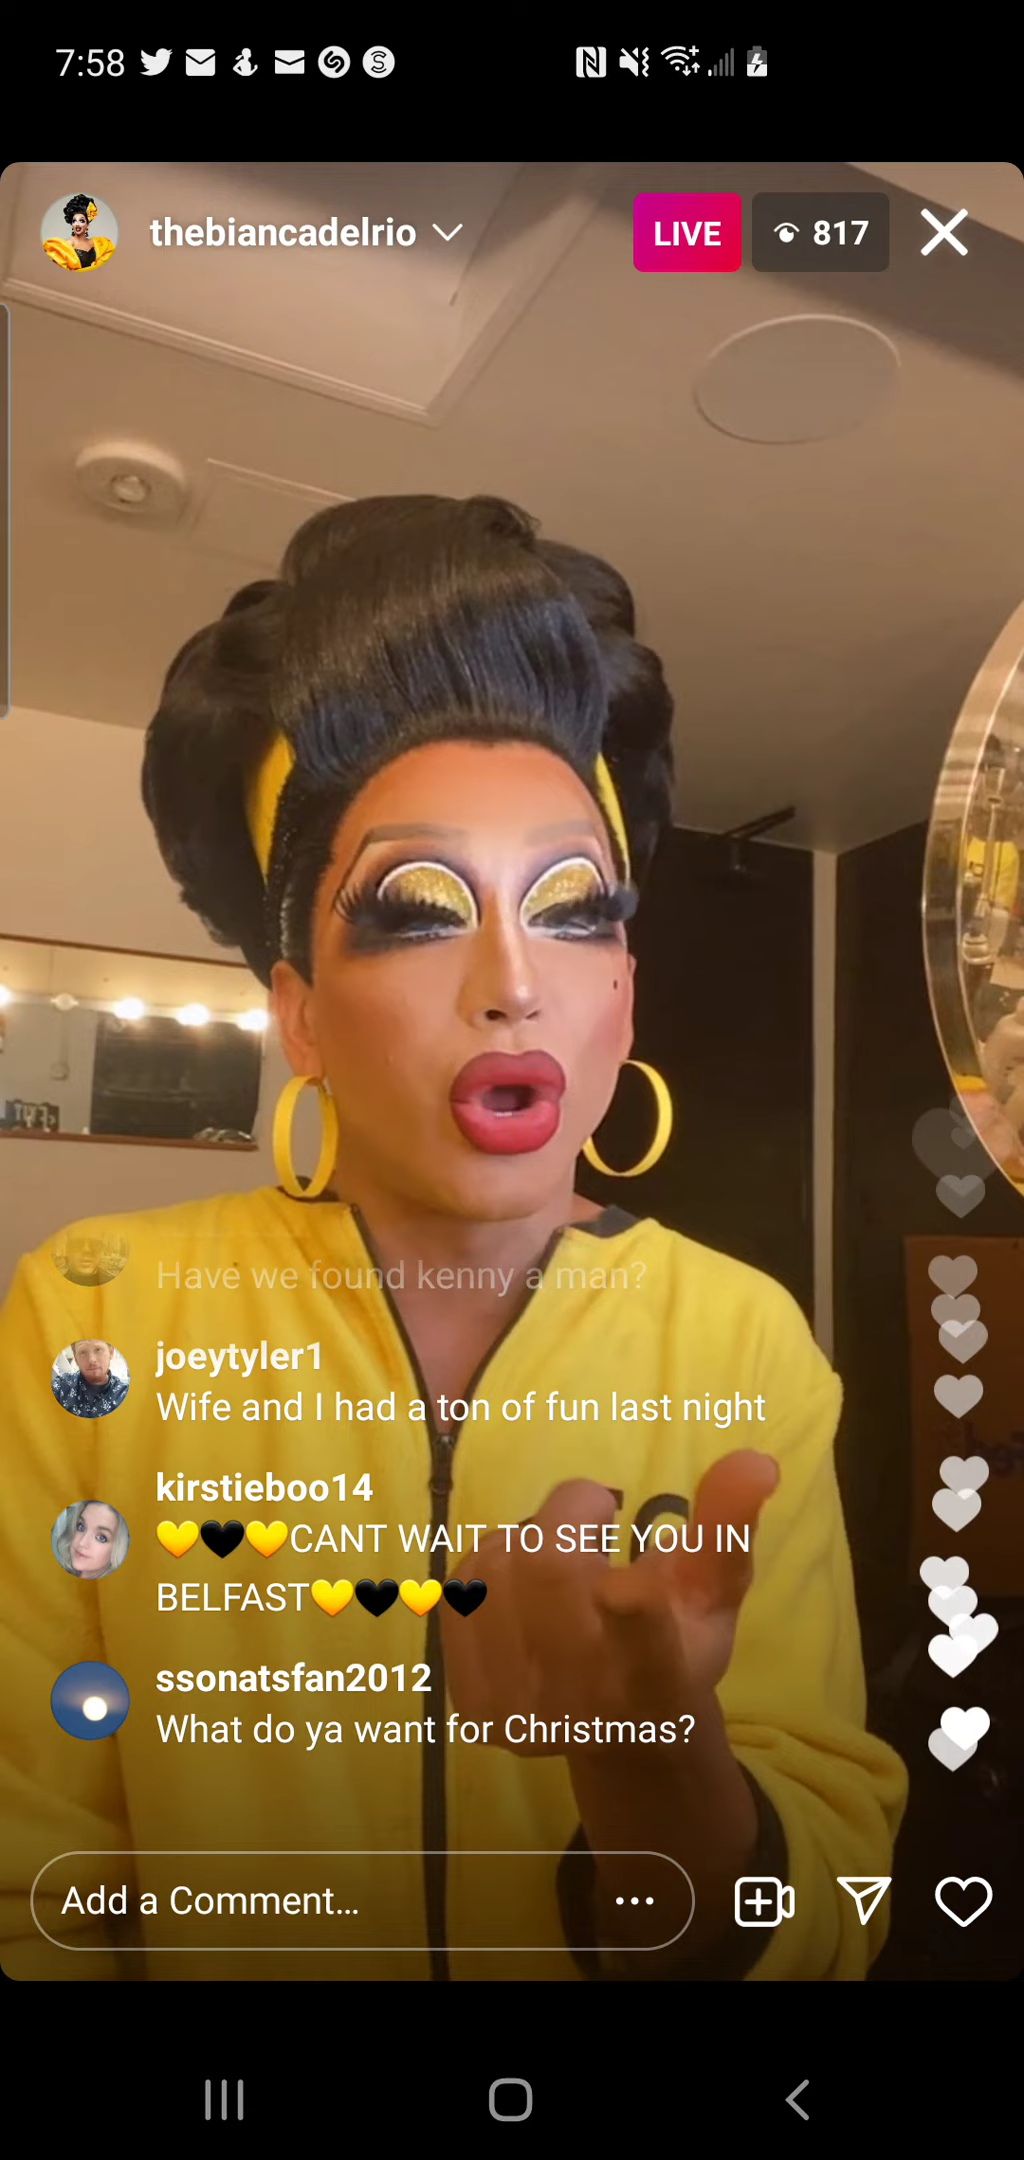 7:58
thebiancadelrio
LIVE
817
Have we found kenny a man?
joeytyler1
Wife and I had a ton of fun last night
kirstieboo14
💛🖤💛CANT WAIT TO SEE YOU IN
BELFAST💛🖤💛🖤
ssonatsfan2012
What do ya want for Christmas?
Add a Comment...